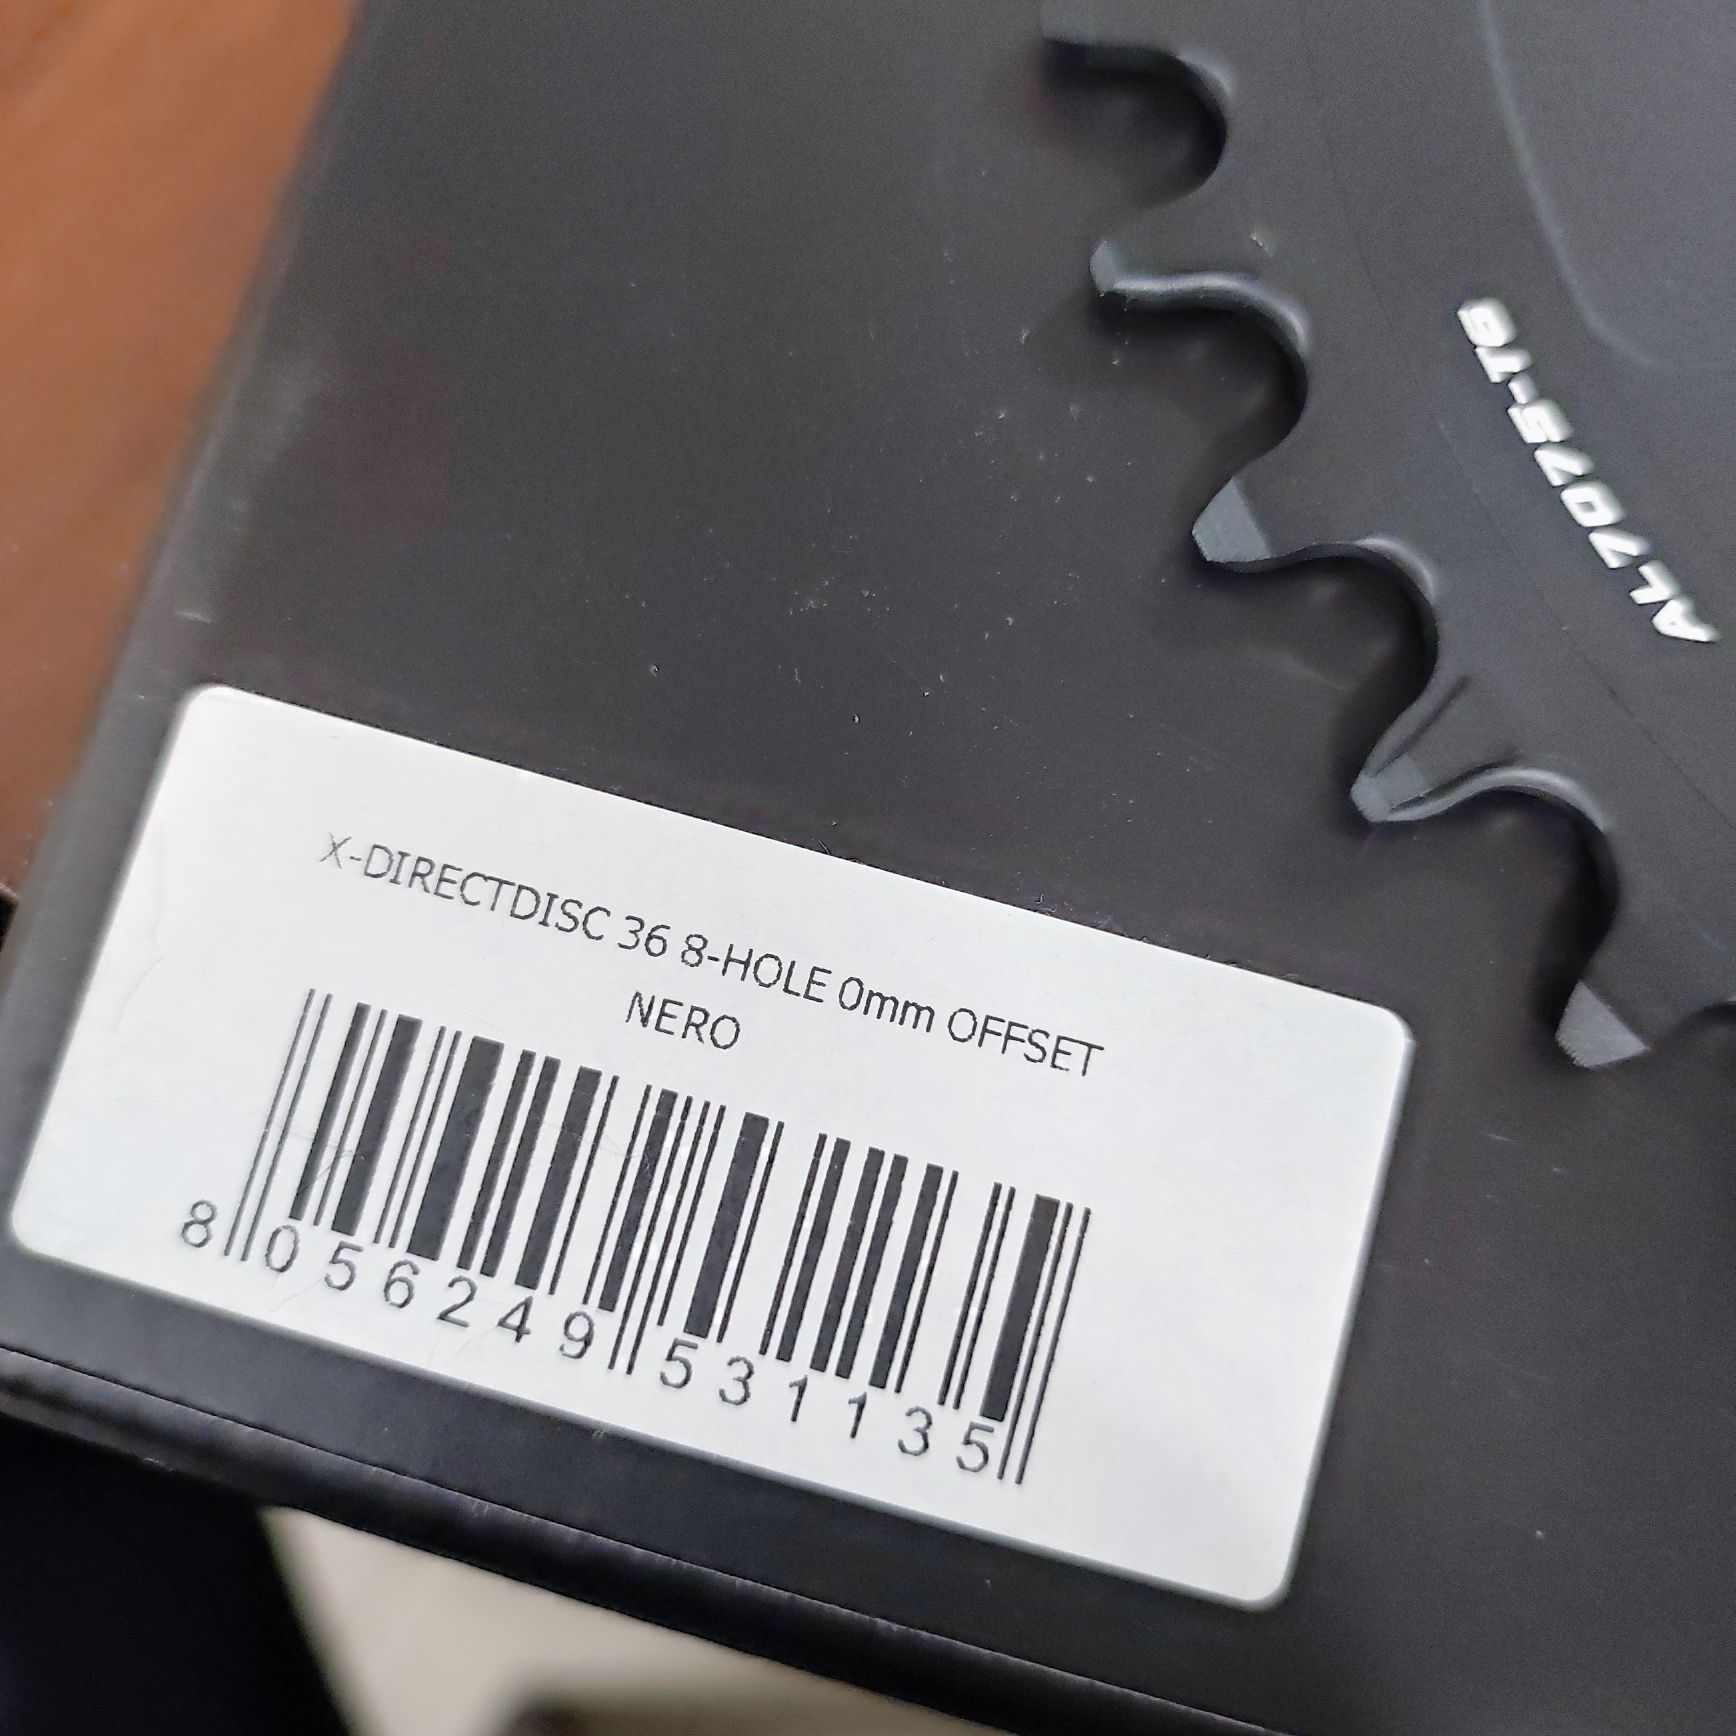 AL7075-T6
X-DIRECTDISC 36 8-HOLE 0mm OFFSET
NERO
8 056249 531135